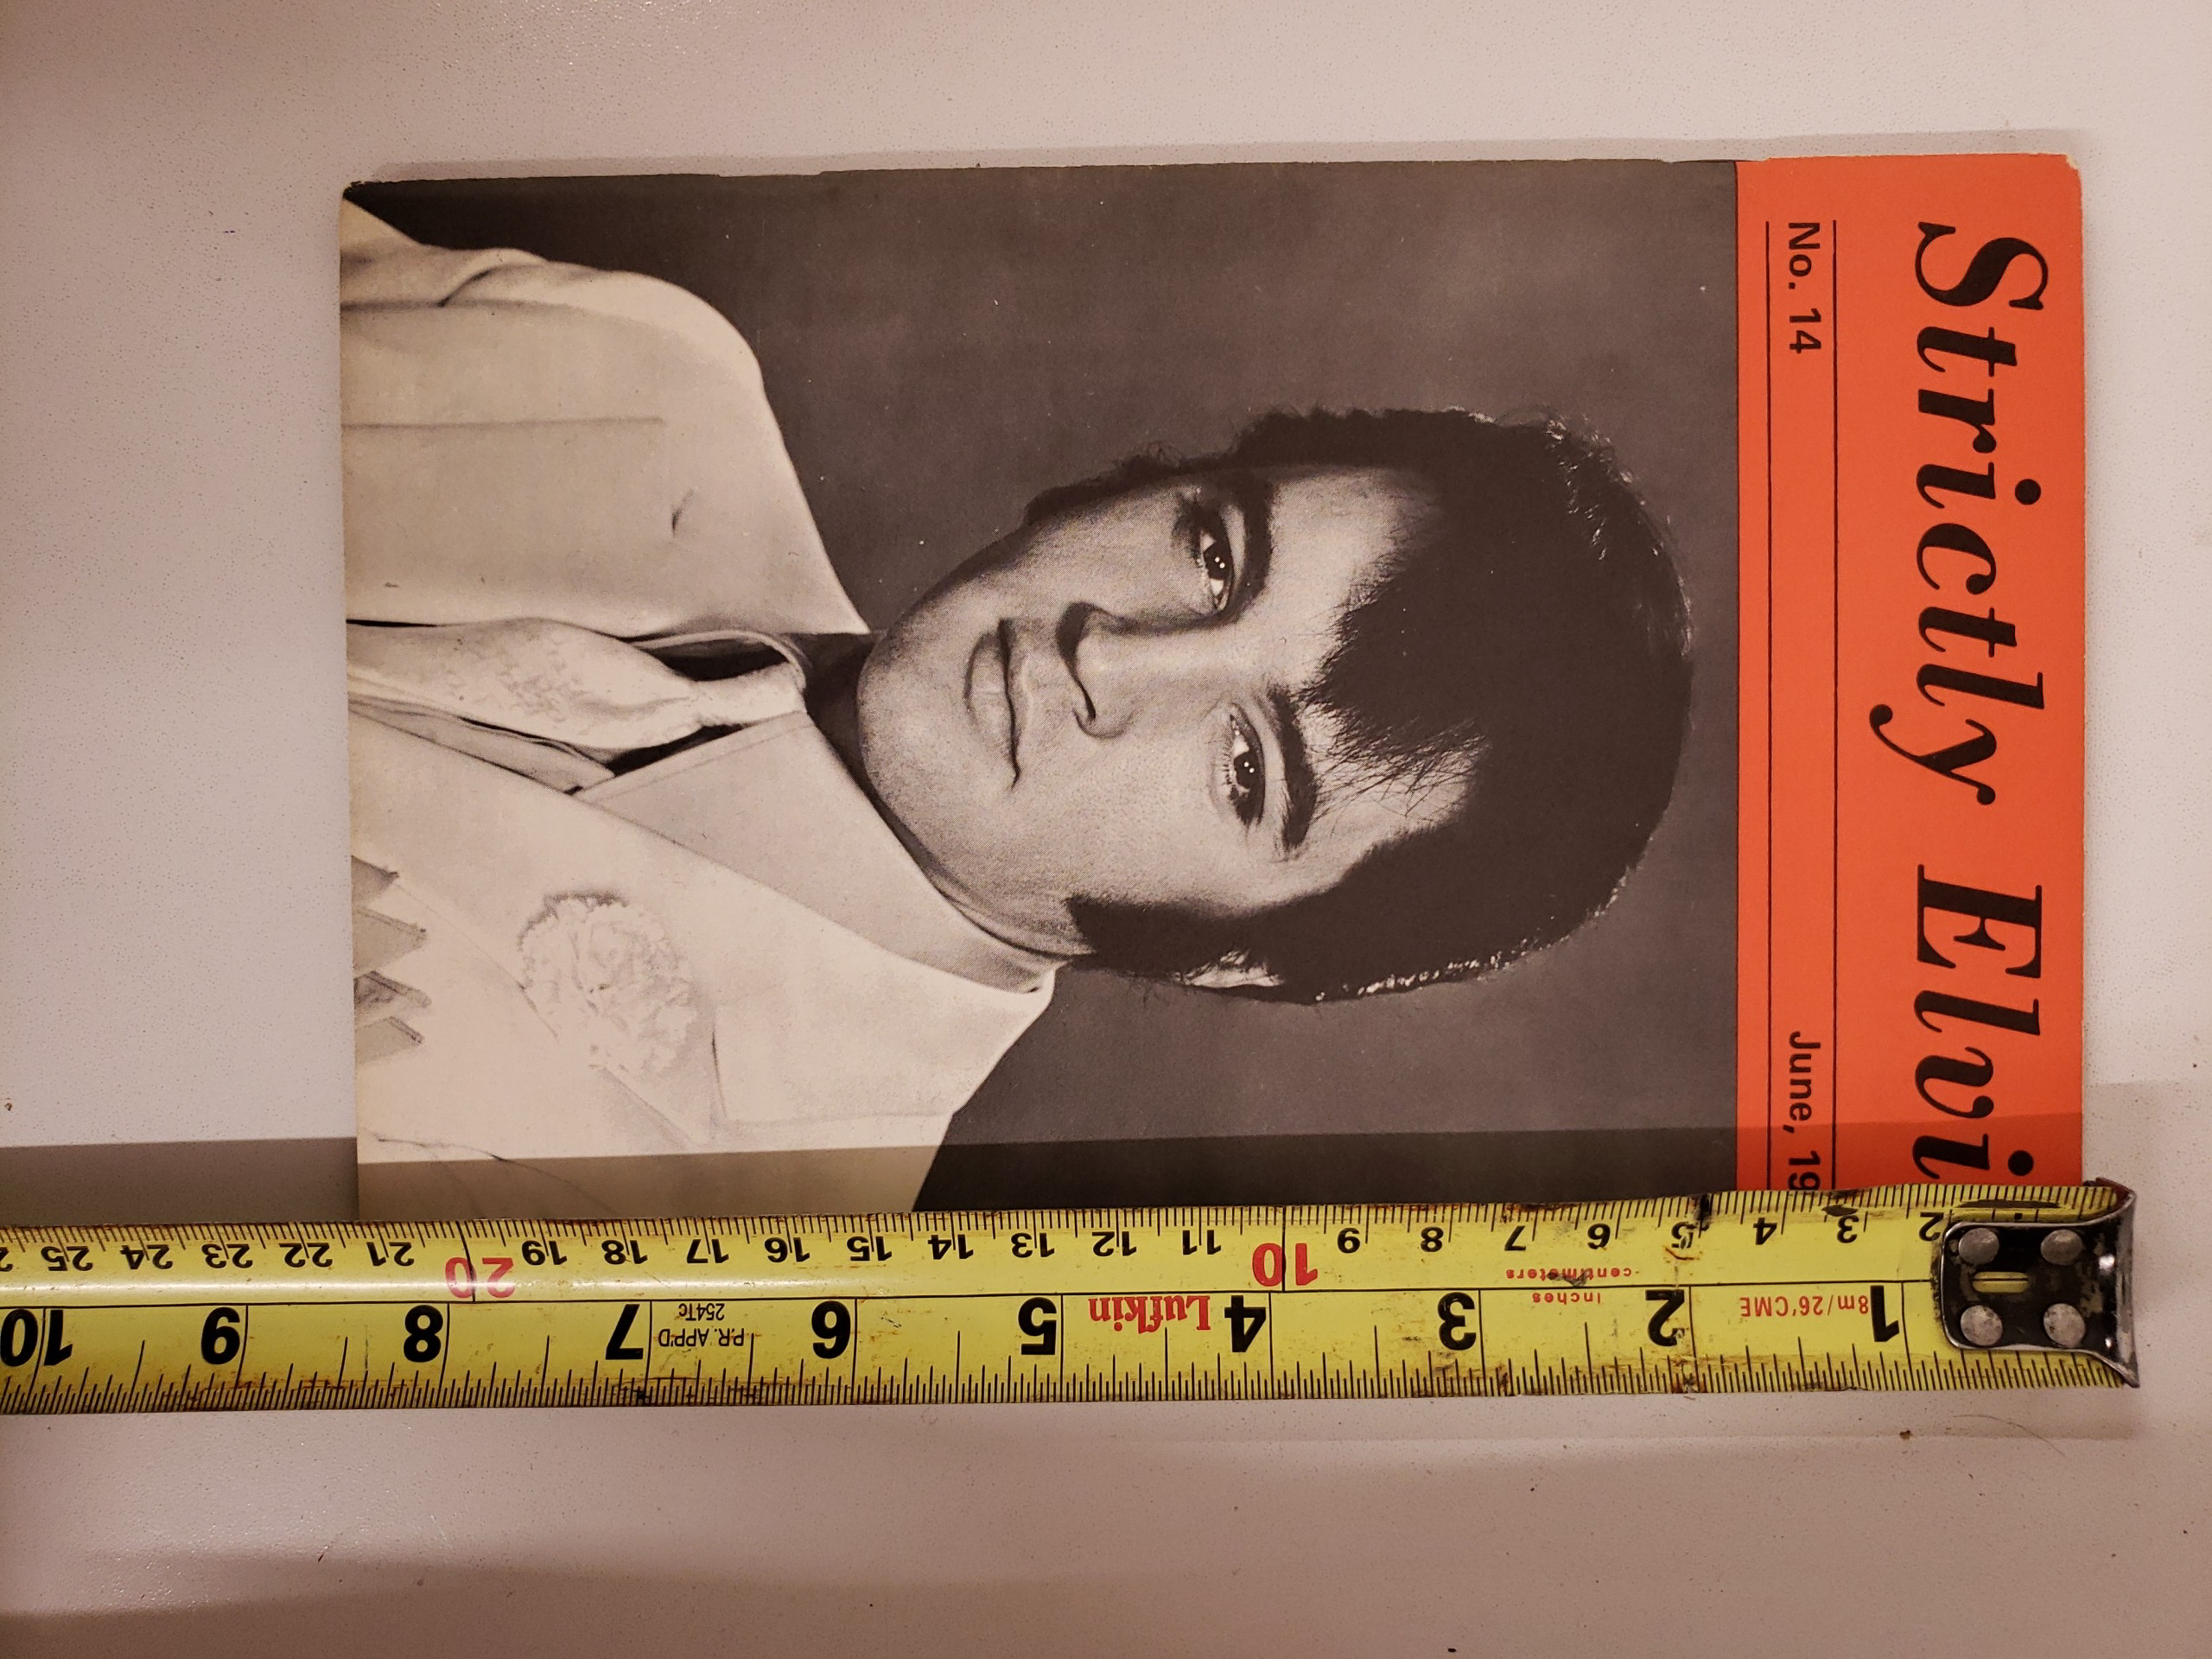 Strictly Elvi
No. 14 June, 19
2 3 4 5 6 7 8 9 10 11 12 13 14 15 16 17 18 19 20 21 22 23 24 25
centimeters
inches
8m/26'CME
Lufkin
P.R. APP'D
254Tc
1 2 3 4 5 6 7 8 9 10